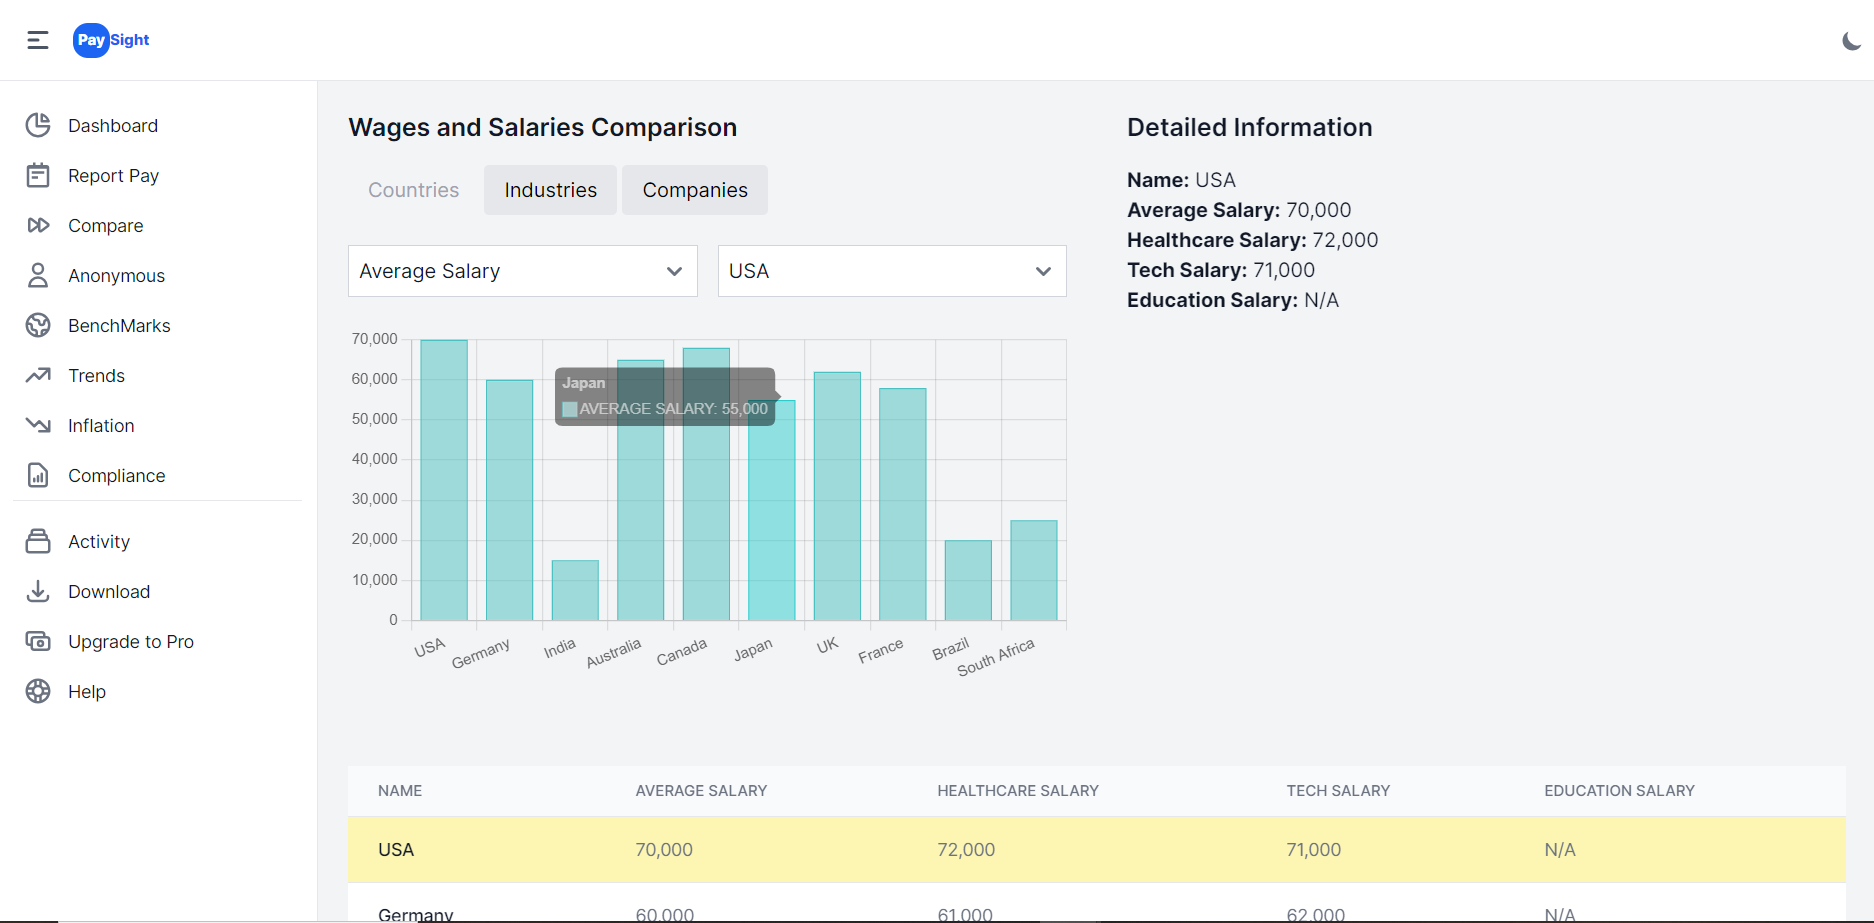 PaySight
Dashboard
Report Pay
Compare
Anonymous
BenchMarks
Trends
Inflation
Compliance
Activity
Download
Upgrade to Pro
Help
Wages and Salaries Comparison
Countries Industries Companies
Average Salary USA
70,000
60,000
50,000
40,000
30,000
20,000
10,000
0
Japan
AVERAGE SALARY: 55,000
USA Germany India Australia Canada Japan UK France Brazil South Africa
Detailed Information
Name: USA
Average Salary: 70,000
Healthcare Salary: 72,000
Tech Salary: 71,000
Education Salary: N/A
NAME AVERAGE SALARY HEALTHCARE SALARY TECH SALARY EDUCATION SALARY
USA 70,000 72,000 71,000 N/A
Germany 60,000 61,000 62,000 N/A